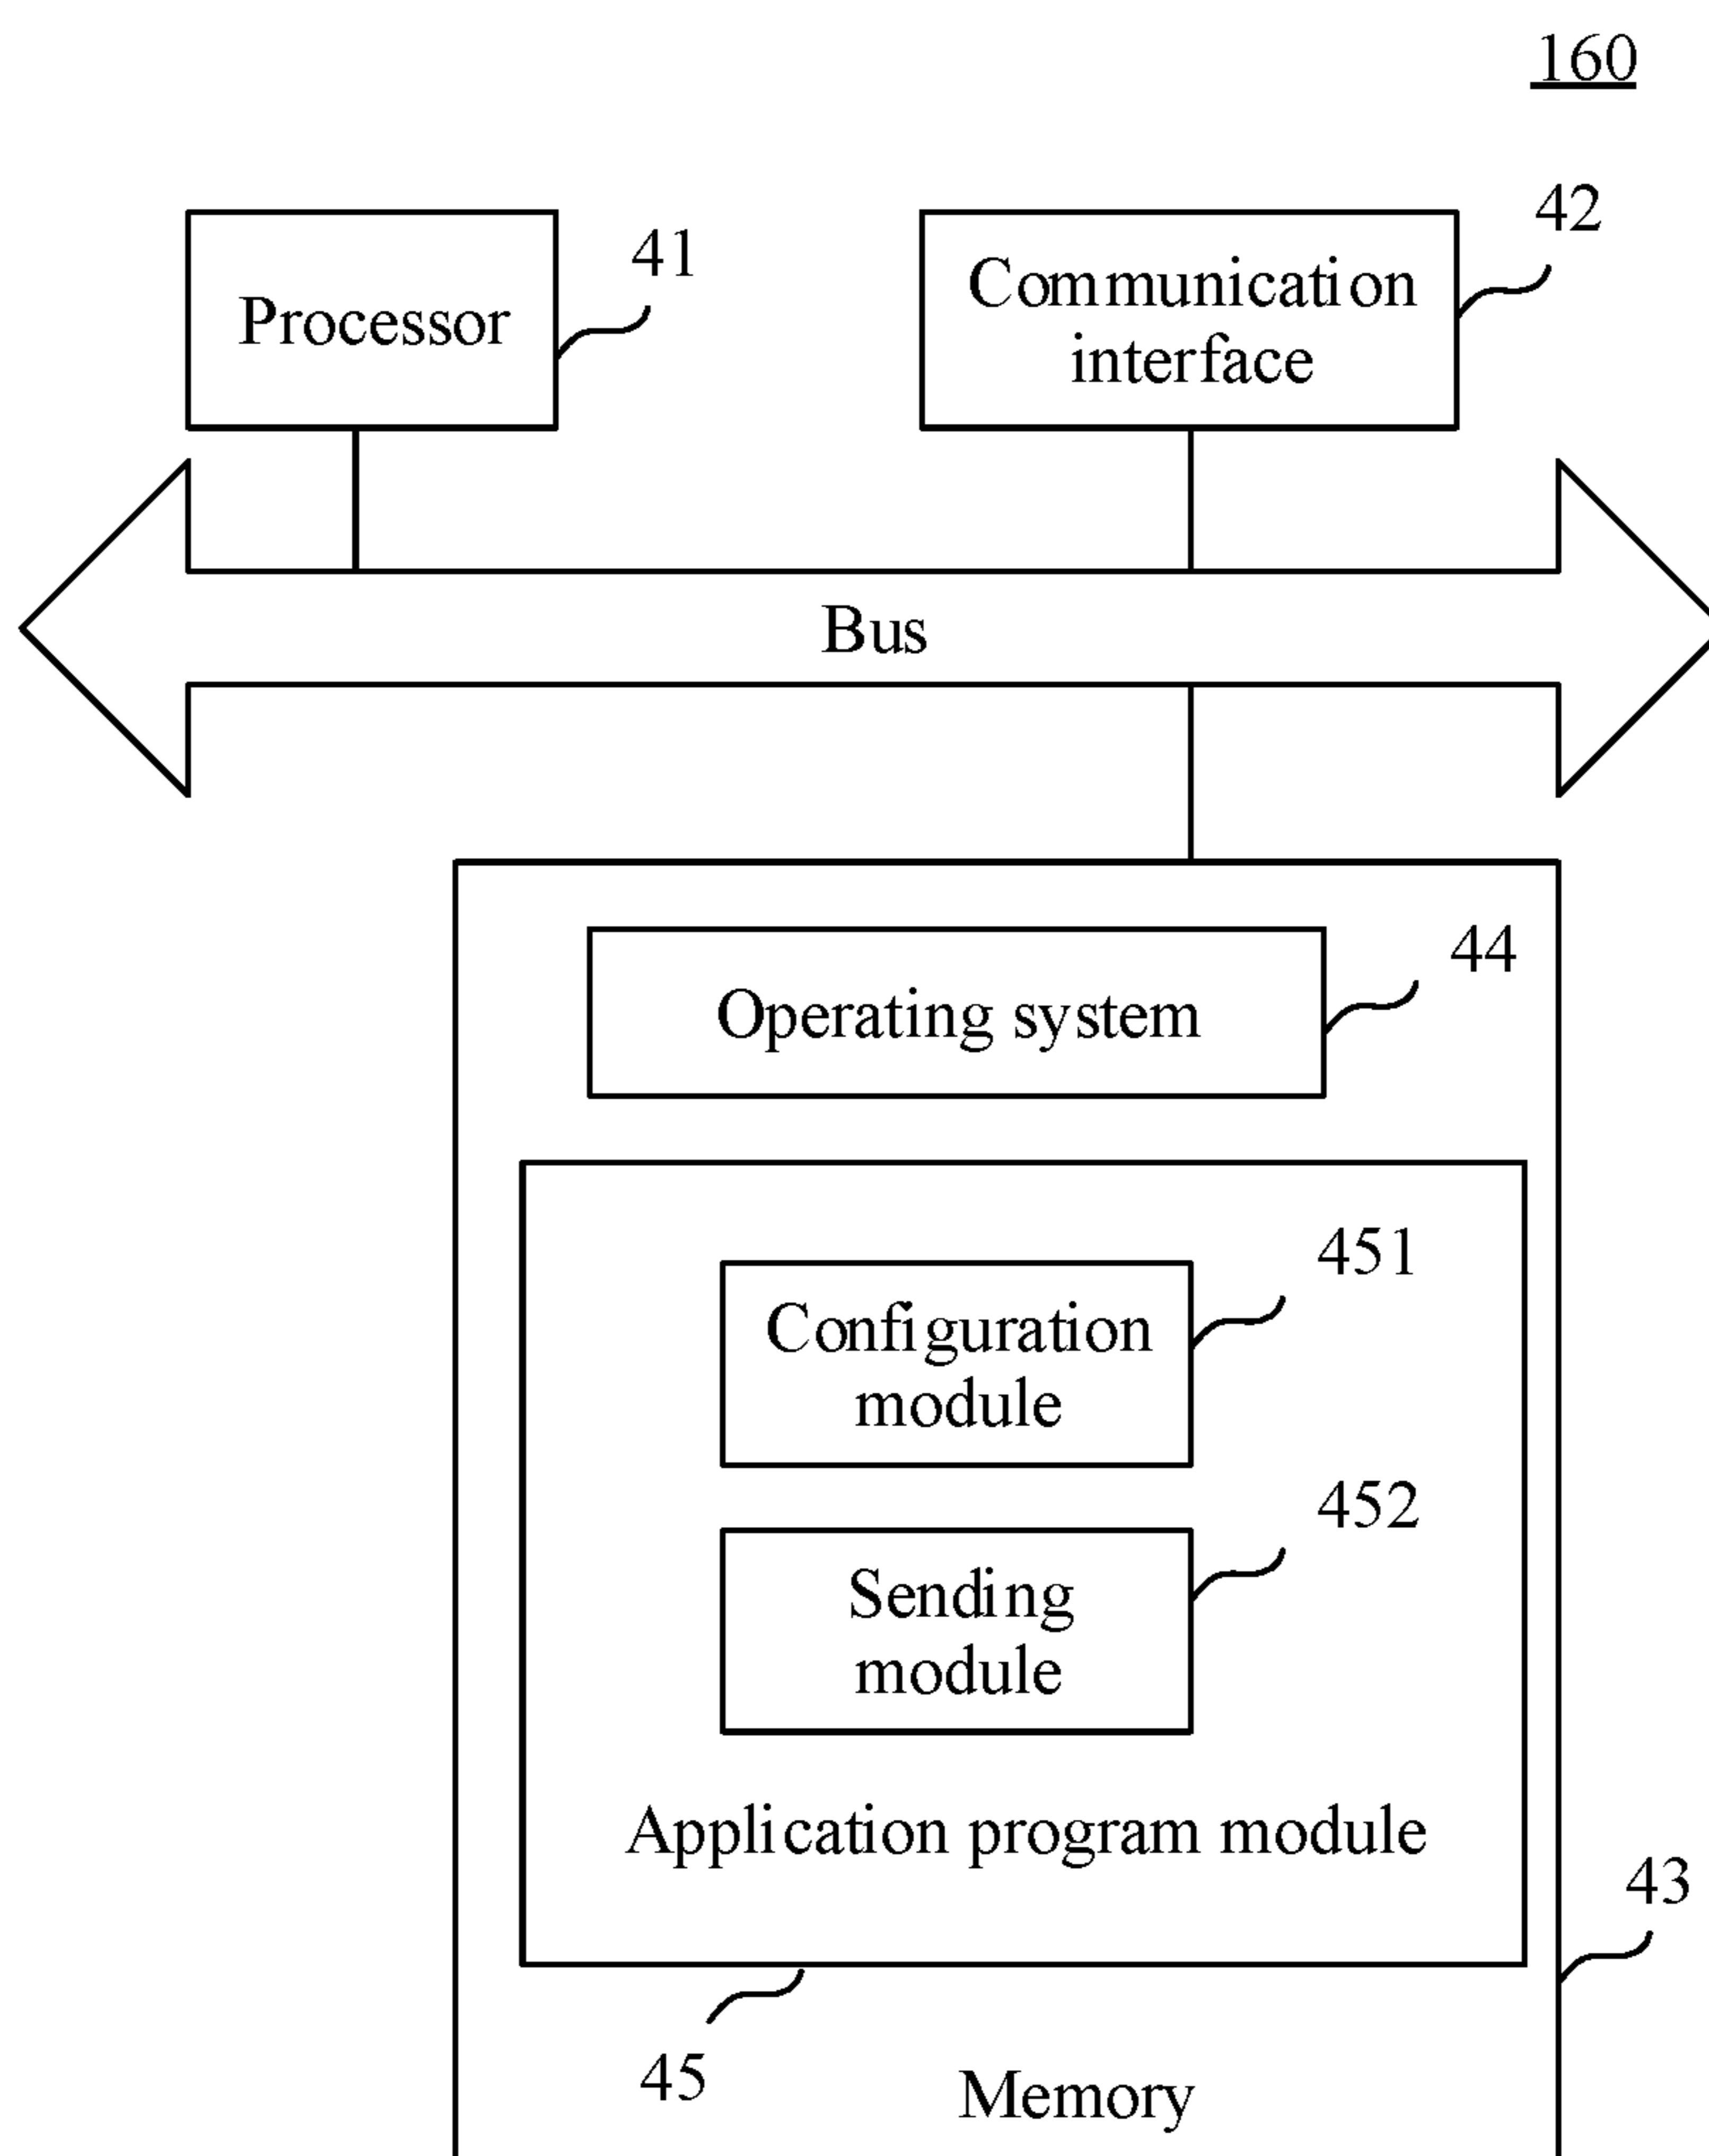 160
42
41
Communication
interface
Processor
Bus
44
Operating system
451
Configuration
module
452
Sending
module
Application program module
43
45
Memory